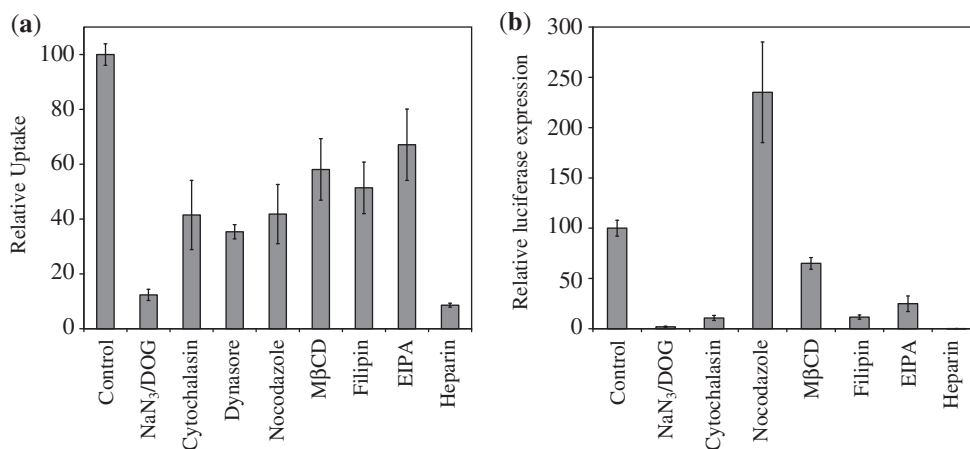 (a)
Relative Uptake
100
80
60
40
20
0
Control
NaN₃/DOG
Cytochalasin
Dynasore
Nocodazole
MβCD
Filipin
EIPA
Heparin
(b)
Relative luciferase expression
300
250
200
150
100
50
0
Control
NaN₃/DOG
Cytochalasin
Nocodazole
MβCD
Filipin
EIPA
Heparin